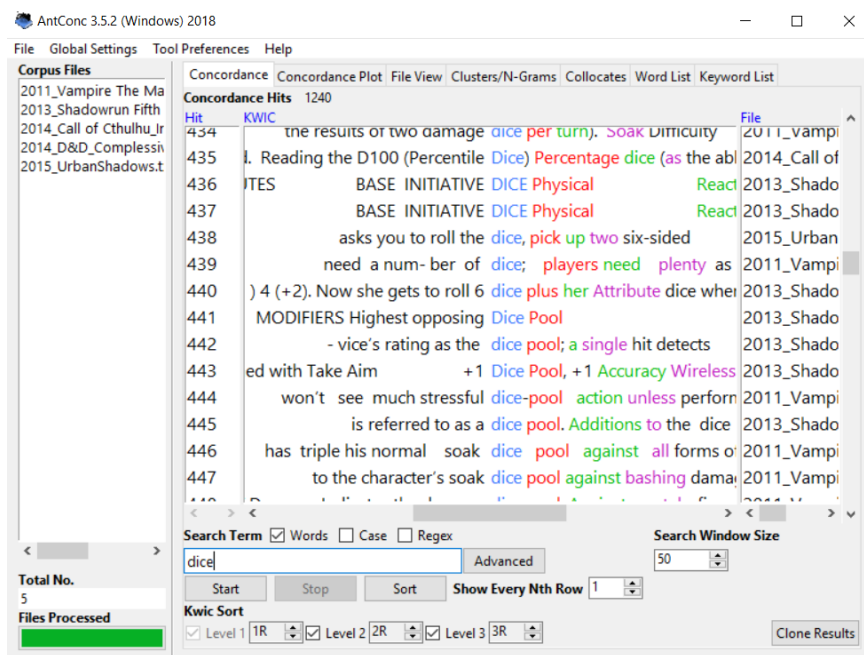 AntConc 3.5.2 (Windows) 2018
File Global Settings Tool Preferences Help
Corpus Files
2011_Vampire The Ma
2013_Shadowrun Fifth
2014_Call of Cthulhu_Ir
2014_D&D_Complessiv
2015_UrbanShadows.t
Total No.
5
Files Processed
Concordance Concordance Plot File View Clusters/N-Grams Collocates Word List Keyword List
Concordance Hits 1240
Hit KWIC File
434 the results of two damage dice per turn). Soak Difficulty 2011_Vampi
435 l. Reading the D100 (Percentile Dice) Percentage dice (as the abl 2014_Call of
436 JTES BASE INITIATIVE DICE Physical React 2013_Shado
437 BASE INITIATIVE DICE Physical React 2013_Shado
438 asks you to roll the dice, pick up two six-sided 2015_Urban
439 need a num- ber of dice; players need plenty as 2011_Vampi
440 ) 4 (+2). Now she gets to roll 6 dice plus her Attribute dice wher 2013_Shado
441 MODIFIERS Highest opposing Dice Pool 2013_Shado
442 - vice's rating as the dice pool; a single hit detects 2013_Shado
443 ed with Take Aim +1 Dice Pool, +1 Accuracy Wireless 2013_Shado
444 won't see much stressful dice-pool action unless perforn 2011_Vampi
445 is referred to as a dice pool. Additions to the dice 2013_Shado
446 has triple his normal soak dice pool against all forms of 2011_Vampi
447 to the character's soak dice pool against bashing damag 2011_Vampi
Search Term Words Case Regex Search Window Size
dice Advanced 50
Start Stop Sort Show Every Nth Row 1
Kwic Sort
Level 1 1R Level 2 2R Level 3 3R Clone Results